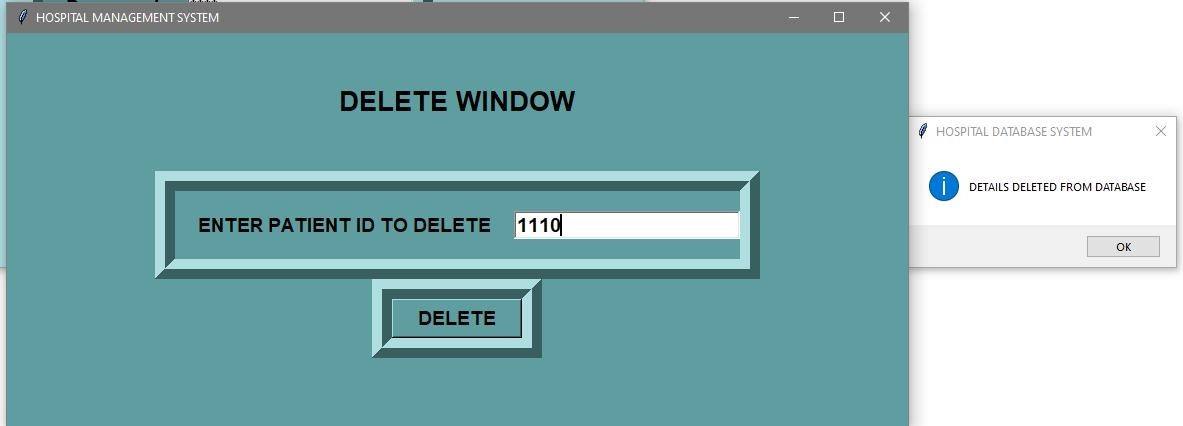 HOSPITAL MANAGEMENT SYSTEM
DELETE WINDOW
ENTER PATIENT ID TO DELETE 1110
DELETE
HOSPITAL DATABASE SYSTEM
DETAILS DELETED FROM DATABASE
OK